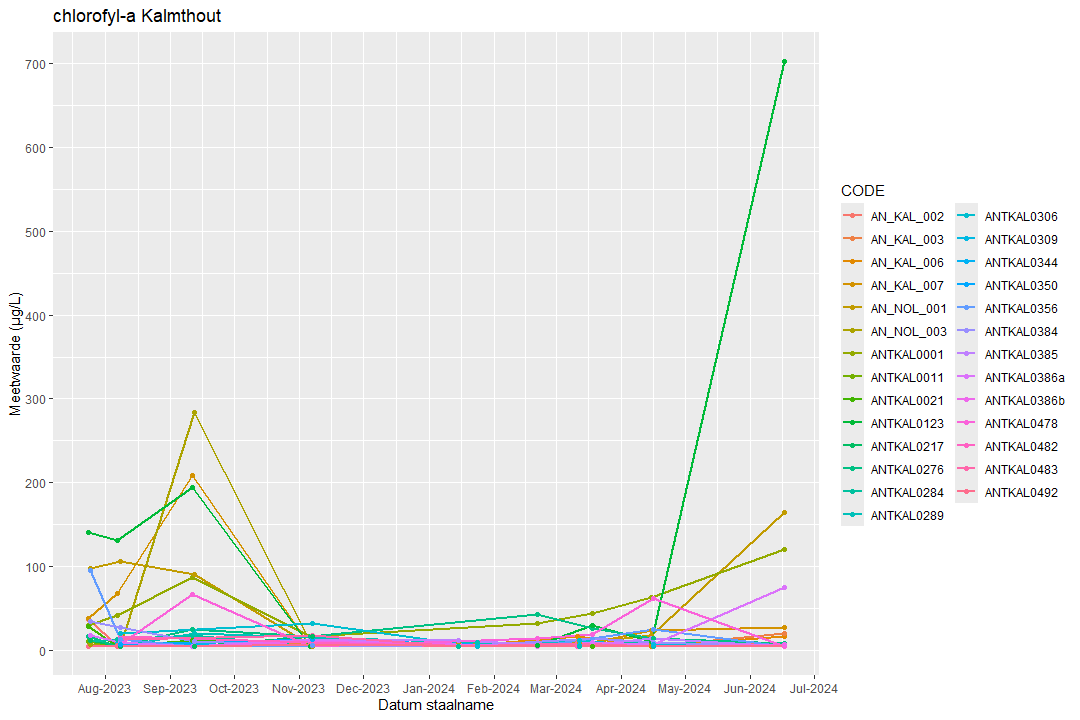 chlorofyl-a Kalmthout
Meetwaarde (µg/L)
700
600
500
400
300
200
100
0
Aug-2023 Sep-2023 Oct-2023 Nov-2023 Dec-2023 Jan-2024 Feb-2024 Mar-2024 Apr-2024 May-2024 Jun-2024 Jul-2024
Datum staalname
CODE
AN_KAL_002
AN_KAL_003
AN_KAL_006
AN_KAL_007
AN_NOL_001
AN_NOL_003
ANTKAL0001
ANTKAL0011
ANTKAL0021
ANTKAL0123
ANTKAL0217
ANTKAL0276
ANTKAL0284
ANTKAL0289
ANTKAL0306
ANTKAL0309
ANTKAL0344
ANTKAL0350
ANTKAL0356
ANTKAL0384
ANTKAL0385
ANTKAL0386a
ANTKAL0386b
ANTKAL0478
ANTKAL0482
ANTKAL0483
ANTKAL0492